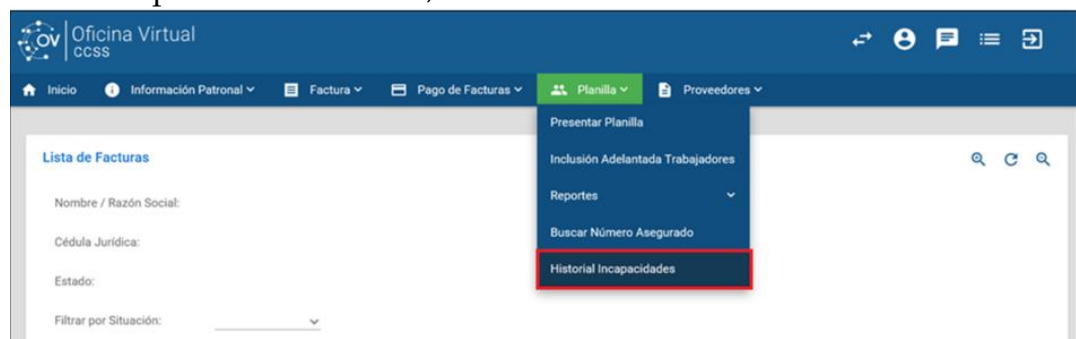 Oficina Virtual
ccss
Inicio Información Patronal Factura Pago de Facturas Planilla Proveedores
Presentar Planilla
Lista de Facturas
Inclusión Adelantada Trabajadores
Nombre / Razón Social:
Reportes
Cédula Jurídica:
Buscar Número Asegurado
Historial Incapacidades
Estado:
Filtrar por Situación: